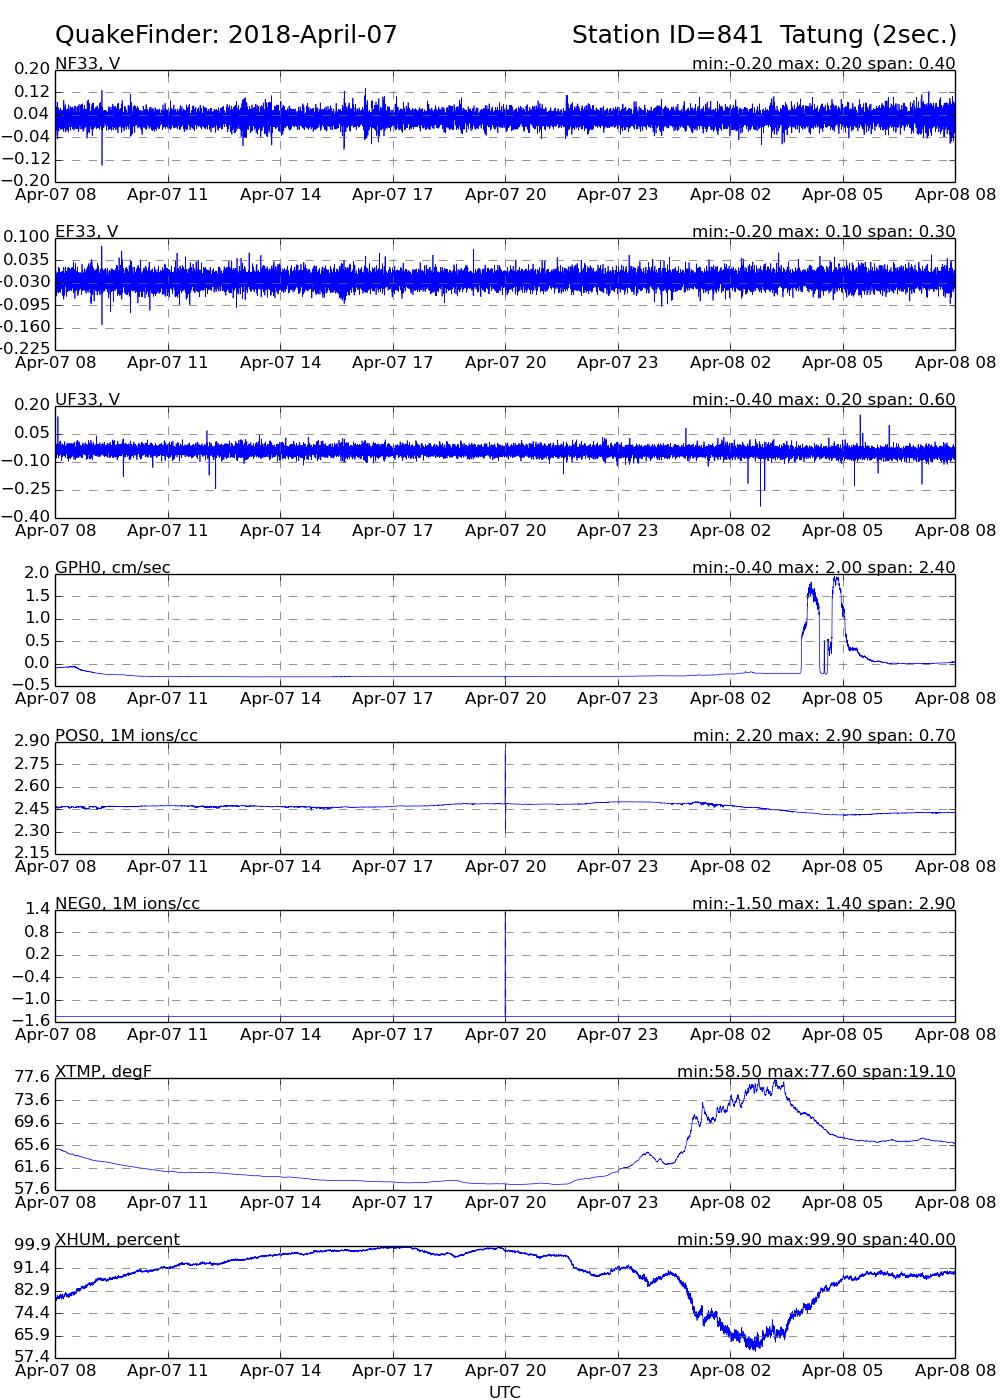 QuakeFinder: 2018-April-07 Station ID=841 Tatung (2sec.)
NF33, V min:-0.20 max: 0.20 span: 0.40
0.20
0.12
0.04
−0.04
−0.12
−0.20
Apr-07 08 Apr-07 11 Apr-07 14 Apr-07 17 Apr-07 20 Apr-07 23 Apr-08 02 Apr-08 05 Apr-08 08
EF33, V min:-0.20 max: 0.10 span: 0.30
0.100
0.035
-0.030
-0.095
-0.160
-0.225
Apr-07 08 Apr-07 11 Apr-07 14 Apr-07 17 Apr-07 20 Apr-07 23 Apr-08 02 Apr-08 05 Apr-08 08
UF33, V min:-0.40 max: 0.20 span: 0.60
0.20
0.05
−0.10
−0.25
−0.40
Apr-07 08 Apr-07 11 Apr-07 14 Apr-07 17 Apr-07 20 Apr-07 23 Apr-08 02 Apr-08 05 Apr-08 08
GPH0, cm/sec min:-0.40 max: 2.00 span: 2.40
2.0
1.5
1.0
0.5
0.0
−0.5
Apr-07 08 Apr-07 11 Apr-07 14 Apr-07 17 Apr-07 20 Apr-07 23 Apr-08 02 Apr-08 05 Apr-08 08
POS0, 1M ions/cc min: 2.20 max: 2.90 span: 0.70
2.90
2.75
2.60
2.45
2.30
2.15
Apr-07 08 Apr-07 11 Apr-07 14 Apr-07 17 Apr-07 20 Apr-07 23 Apr-08 02 Apr-08 05 Apr-08 08
NEG0, 1M ions/cc min:-1.50 max: 1.40 span: 2.90
1.4
0.8
0.2
−0.4
−1.0
−1.6
Apr-07 08 Apr-07 11 Apr-07 14 Apr-07 17 Apr-07 20 Apr-07 23 Apr-08 02 Apr-08 05 Apr-08 08
XTMP, degF min:58.50 max:77.60 span:19.10
77.6
73.6
69.6
65.6
61.6
57.6
Apr-07 08 Apr-07 11 Apr-07 14 Apr-07 17 Apr-07 20 Apr-07 23 Apr-08 02 Apr-08 05 Apr-08 08
XHUM, percent min:59.90 max:99.90 span:40.00
99.9
91.4
82.9
74.4
65.9
57.4
Apr-07 08 Apr-07 11 Apr-07 14 Apr-07 17 Apr-07 20 Apr-07 23 Apr-08 02 Apr-08 05 Apr-08 08
UTC